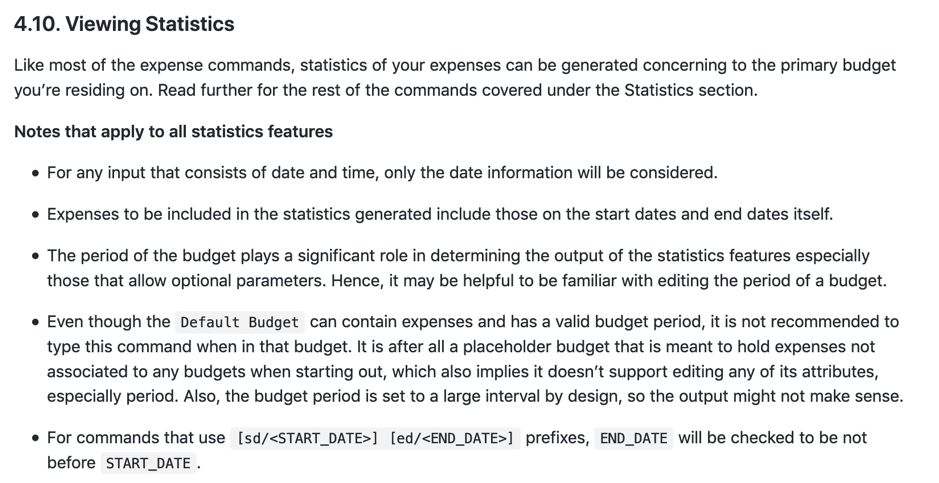 4.10. Viewing Statistics
Like most of the expense commands, statistics of your expenses can be generated concerning to the primary budget
you're residing on. Read further for the rest of the commands covered under the Statistics section.
Notes that apply to all statistics features
• For any input that consists of date and time, only the date information will be considered.
• Expenses to be included in the statistics generated include those on the start dates and end dates itself.
• The period of the budget plays a significant role in determining the output of the statistics features especially
those that allow optional parameters. Hence, it may be helpful to be familiar with editing the period of a budget.
• Even though the Default Budget can contain expenses and has a valid budget period, it is not recommended to
type this command when in that budget. It is after all a placeholder budget that is meant to hold expenses not
associated to any budgets when starting out, which also implies it doesn't support editing any of its attributes,
especially period. Also, the budget period is set to a large interval by design, so the output might not make sense.
• For commands that use [sd/<START_DATE>] [ed/<END_DATE>] prefixes, END_DATE will be checked to be not
before START_DATE .